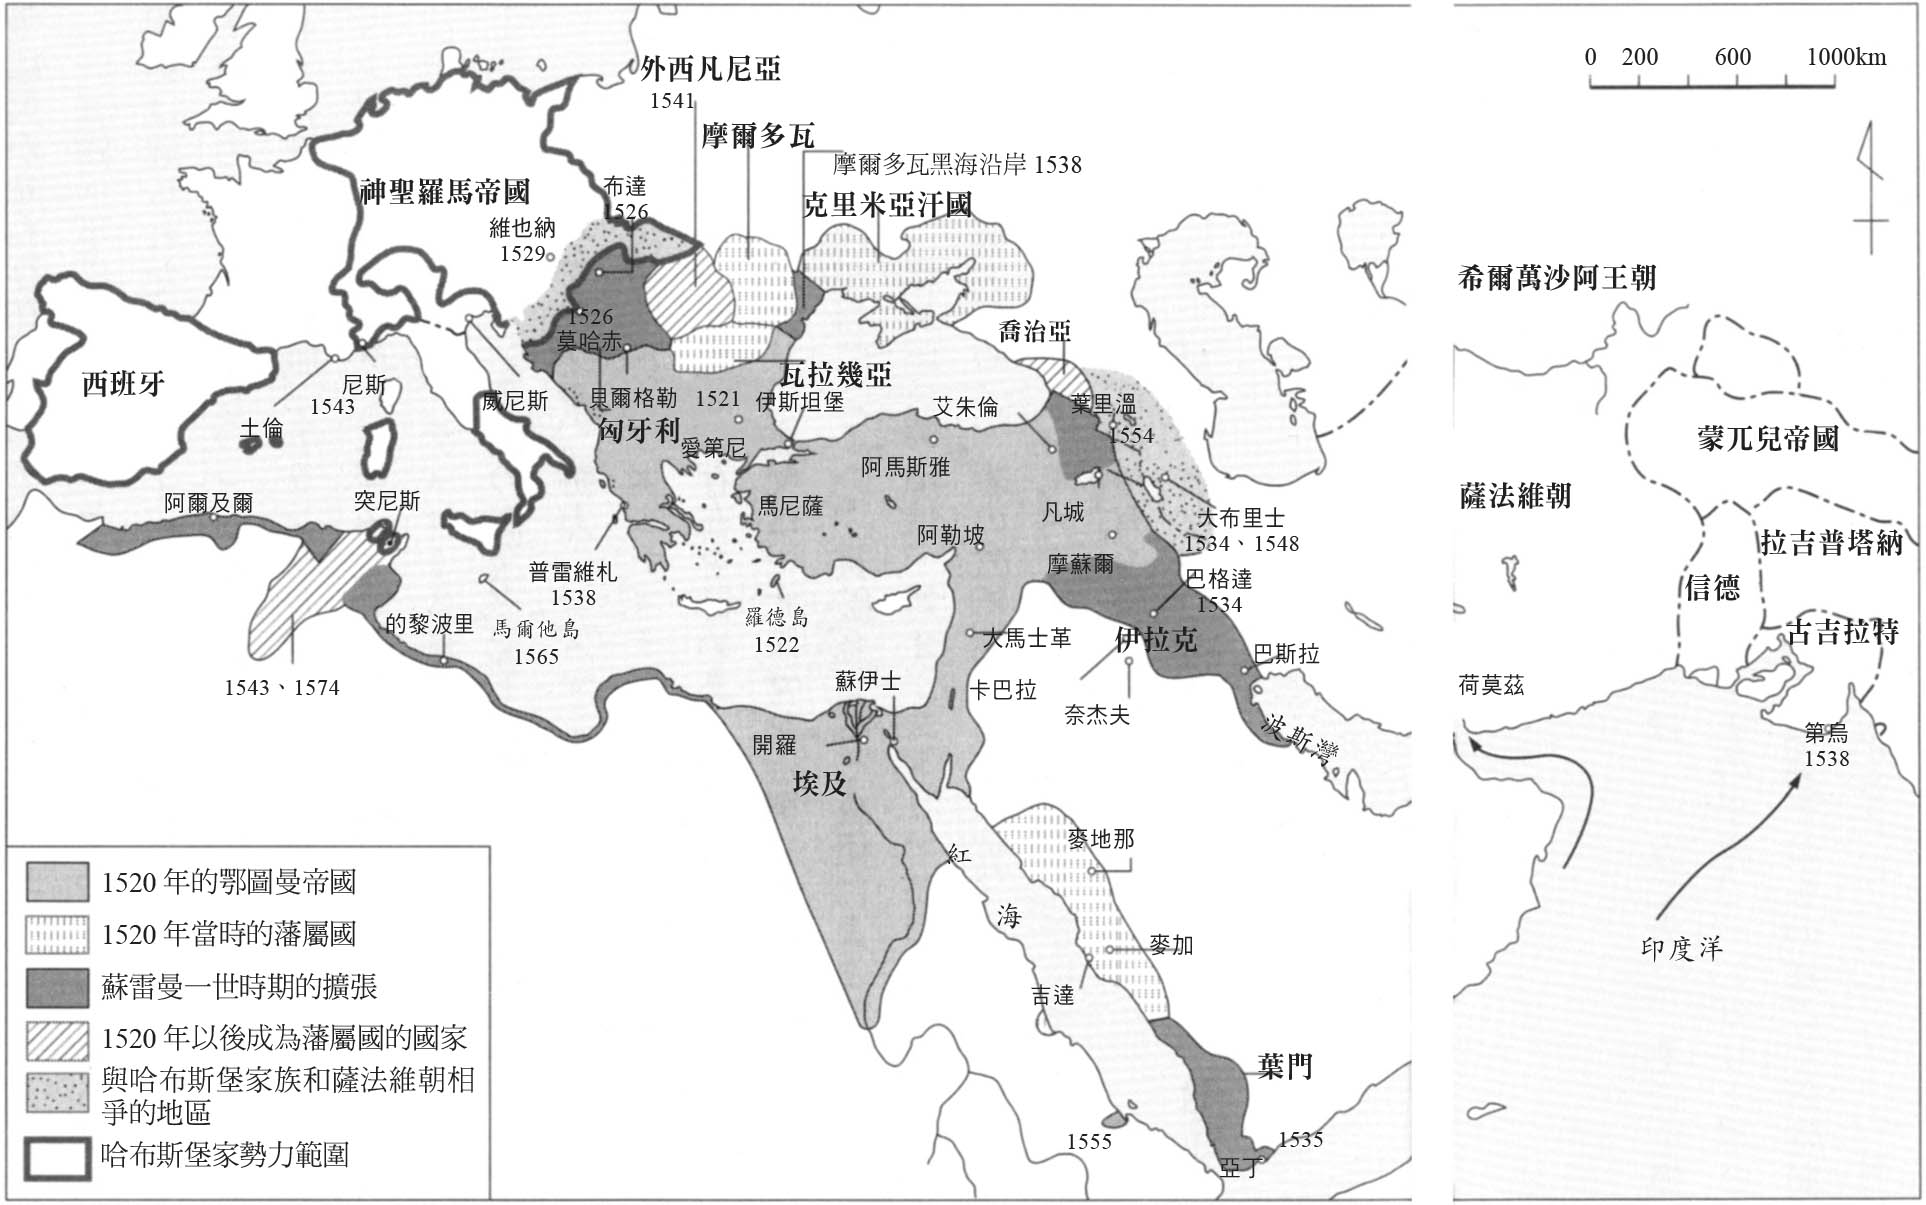 外西凡尼亞
1541
摩爾多瓦
摩爾多瓦黑海沿岸 1538
克里米亞汗國
神聖羅馬帝國
布達
1526
維也納
1529
0 200 600 1000km
希爾萬沙阿王朝
1526
莫哈赤
喬治亞
西班牙
尼斯
1543
土倫
威尼斯
貝爾格勒 1521
匈牙利
瓦拉幾亞
伊斯坦堡
愛第尼
艾朱倫
葉里溫
1554
阿馬斯雅
蒙兀兒帝國
薩法維朝
阿爾及爾
突尼斯
馬尼薩
阿勒坡
凡城
大布里士
1534、1548
摩蘇爾
拉吉普塔納
信德
古吉拉特
普雷維札
1538
的黎波里
馬爾他島
1565
羅德島
1522
巴格達
1534
伊拉克
大馬士革
巴斯拉
1543、1574
蘇伊士
卡巴拉
奈杰夫
荷莫茲
波斯灣
第烏
1538
開羅
埃及
麥地那
紅
海
麥加
吉達
印度洋
葉門
1555
1535
亞丁
1520 年的鄂圖曼帝國
1520 年當時的藩屬國
蘇雷曼一世時期的擴張
1520 年以後成為藩屬國的國家
與哈布斯堡家族和薩法維朝相
爭的地區
哈布斯堡家勢力範圍